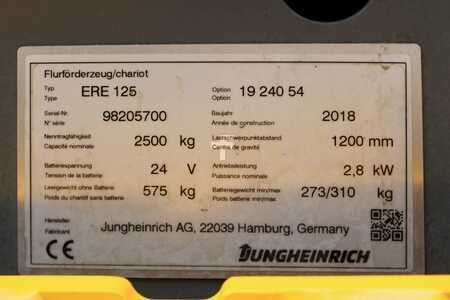 Flurförderzeug/chariot
Typ
Type ERE 125 Option
Option 19 240 54
Serial-Nr.
N° série 98205700 Baujahr
Année de construction 2018
Nenntragfähigkeit
Capacité nominale 2500 kg Lastschwerpunktabstand
Centre de gravité 1200 mm
Batteriespannung
Tension de la batterie 24 V Antriebsleistung
Puissance nominale 2,8 kW
Leergewicht ohne Batterie
Poids du chariot sans batterie 575 kg Batteriegewicht min/max
Poids de batterie min/max 273/310 kg
Hersteller
Fabricant Jungheinrich AG, 22039 Hamburg, Germany
CE JUNGHEINRICH